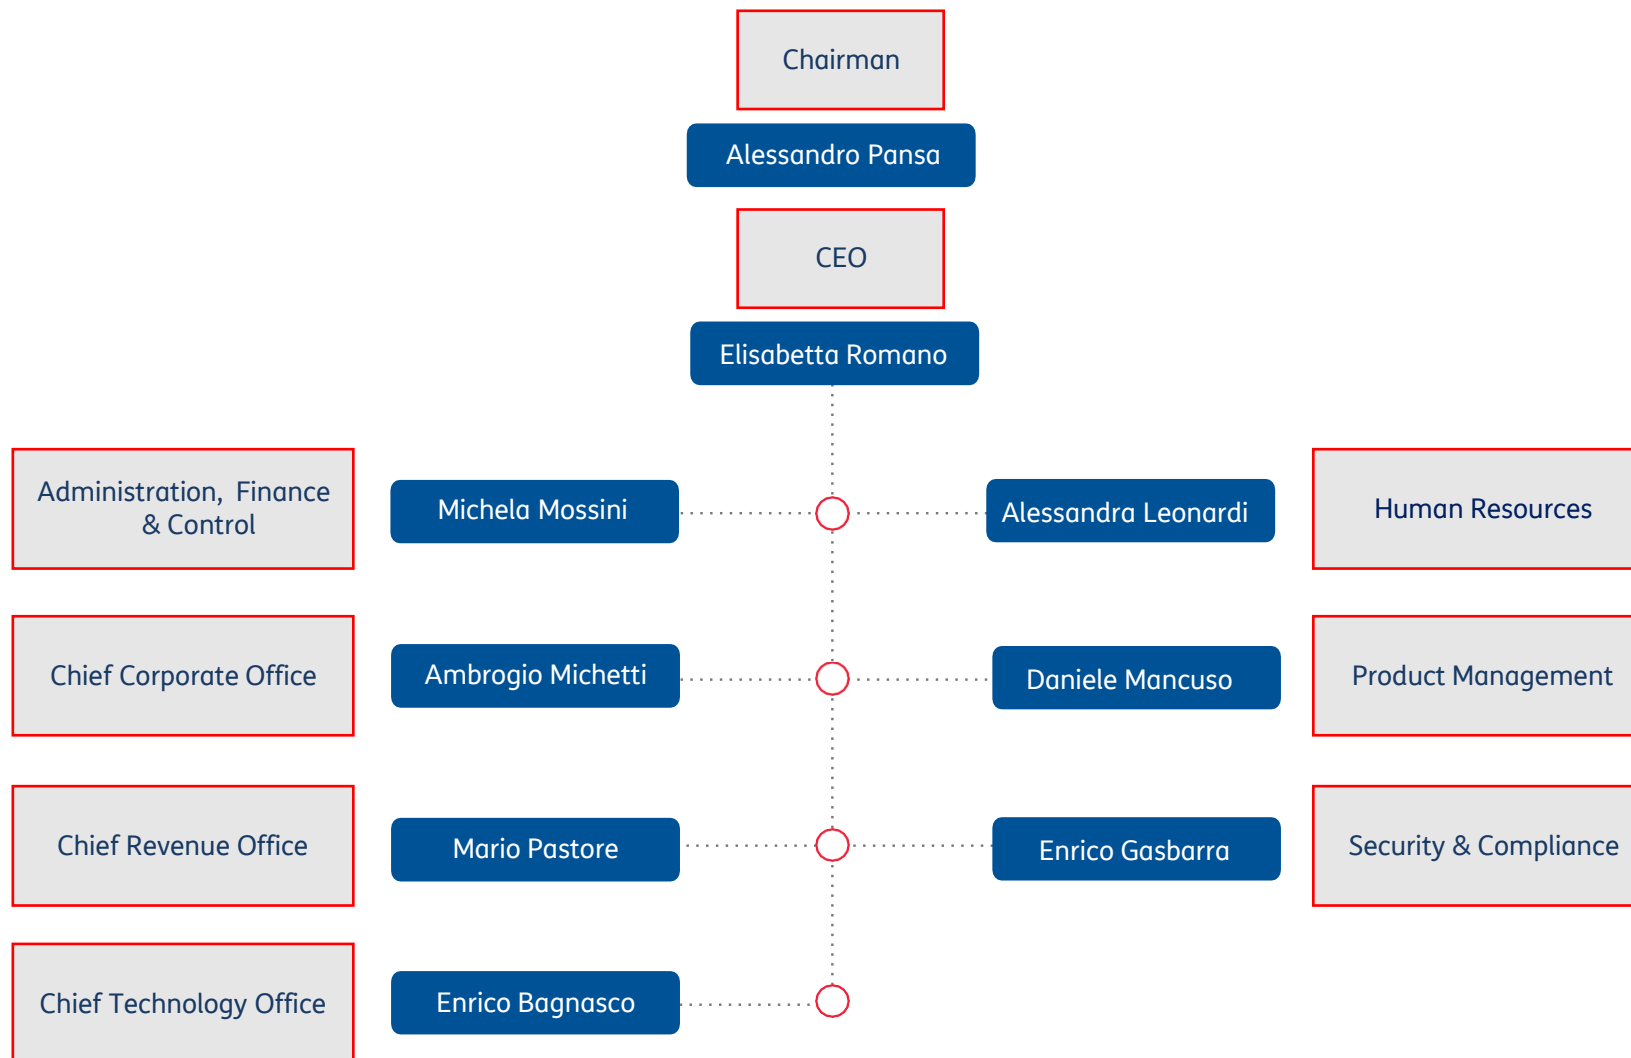 Chairman
Alessandro Pansa
CEO
Elisabetta Romano
Administration, Finance
& Control
Michela Mossini
Alessandra Leonardi
Human Resources
Chief Corporate Office
Ambrogio Michetti
Daniele Mancuso
Product Management
Chief Revenue Office
Mario Pastore
Enrico Gasbarra
Security & Compliance
Chief Technology Office
Enrico Bagnasco